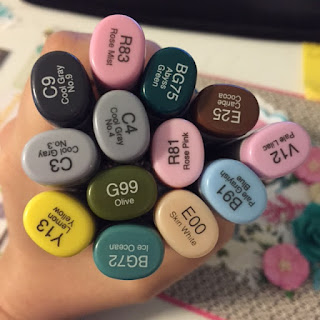 R83
Rose Mist
BG75
Abyss
Green
C9
Cool Gray
No.9
C4
Cool Gray
No.4
E25
Caribe
Cocoa
C3
Cool Gray
No.3
R81
Rose Pink
V12
Pale Lilac
G99
Olive
B91
Pale Grayish
Blue
Y13
Lemon
Yellow
E00
Skin White
BG72
Ice Ocean